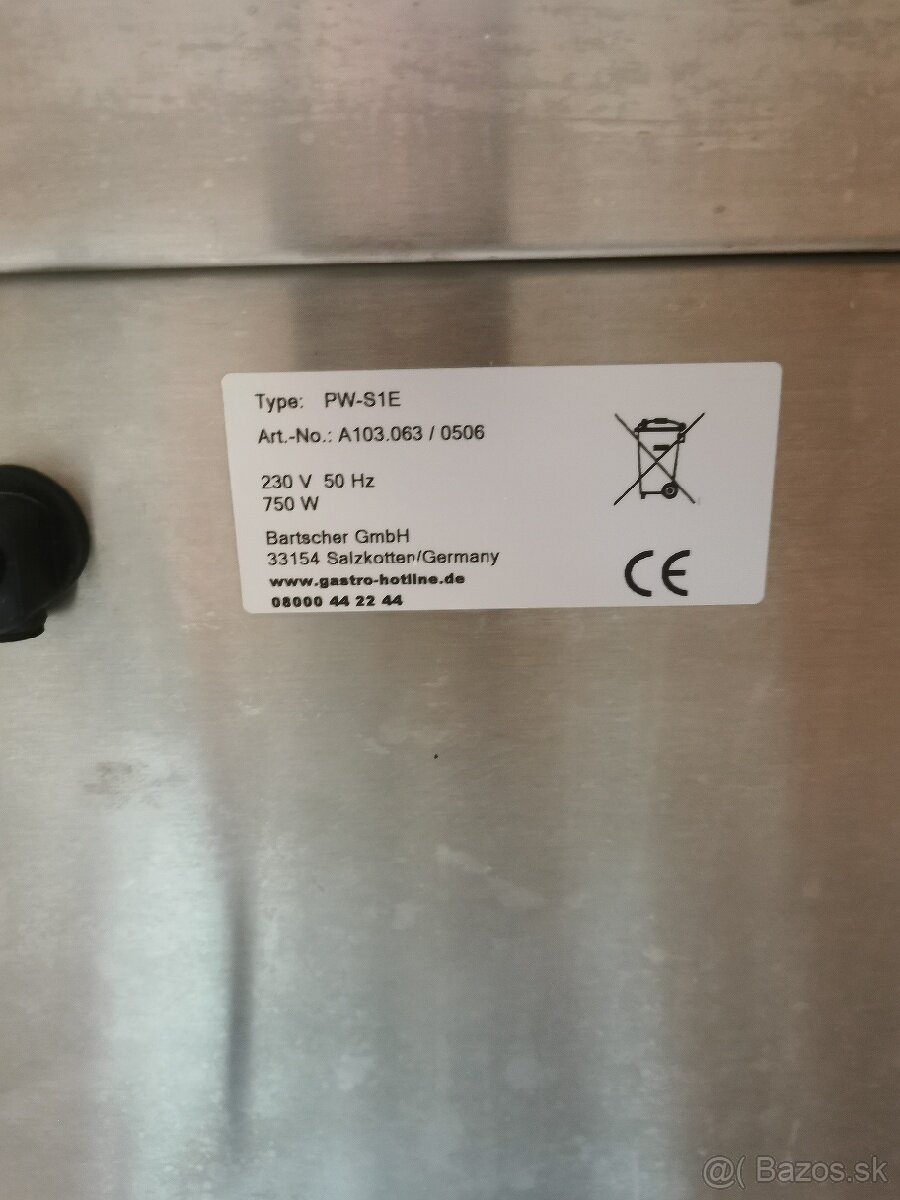 Type: PW-S1E
Art.-No.: A103.063 / 0506
230 V 50 Hz
750 W
Bartscher GmbH
33154 Salzkotten/Germany
www.gastro-hotline.de
08000 44 22 44
CE
@( Bazos.sk